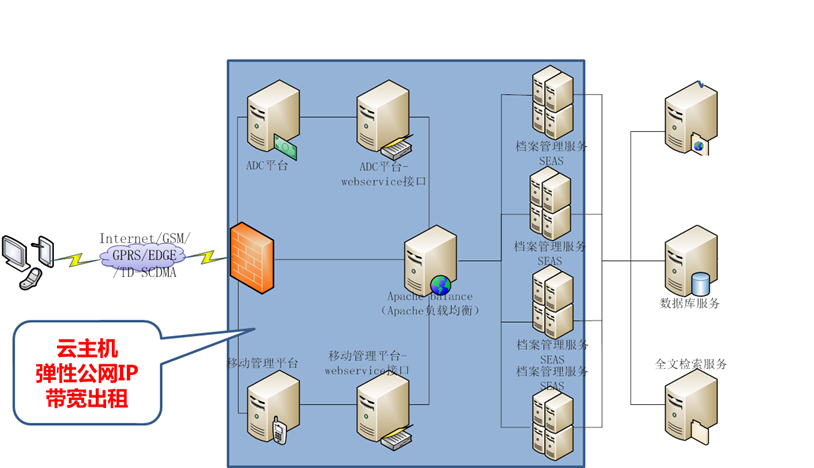 档案管理服务
SEAS
ADC平台
ADC平台-
webservice接口
Internet/GSM/
GPRS/EDGE
/TD-SCDMA
档案管理服务
SEAS
Apache balance
（Apache负载均衡）
数据库服务
云主机
弹性公网IP
带宽出租
移动管理平台
移动管理平台-
webservice接口
档案管理服务
SEAS
档案管理服务
SEAS
全文检索服务